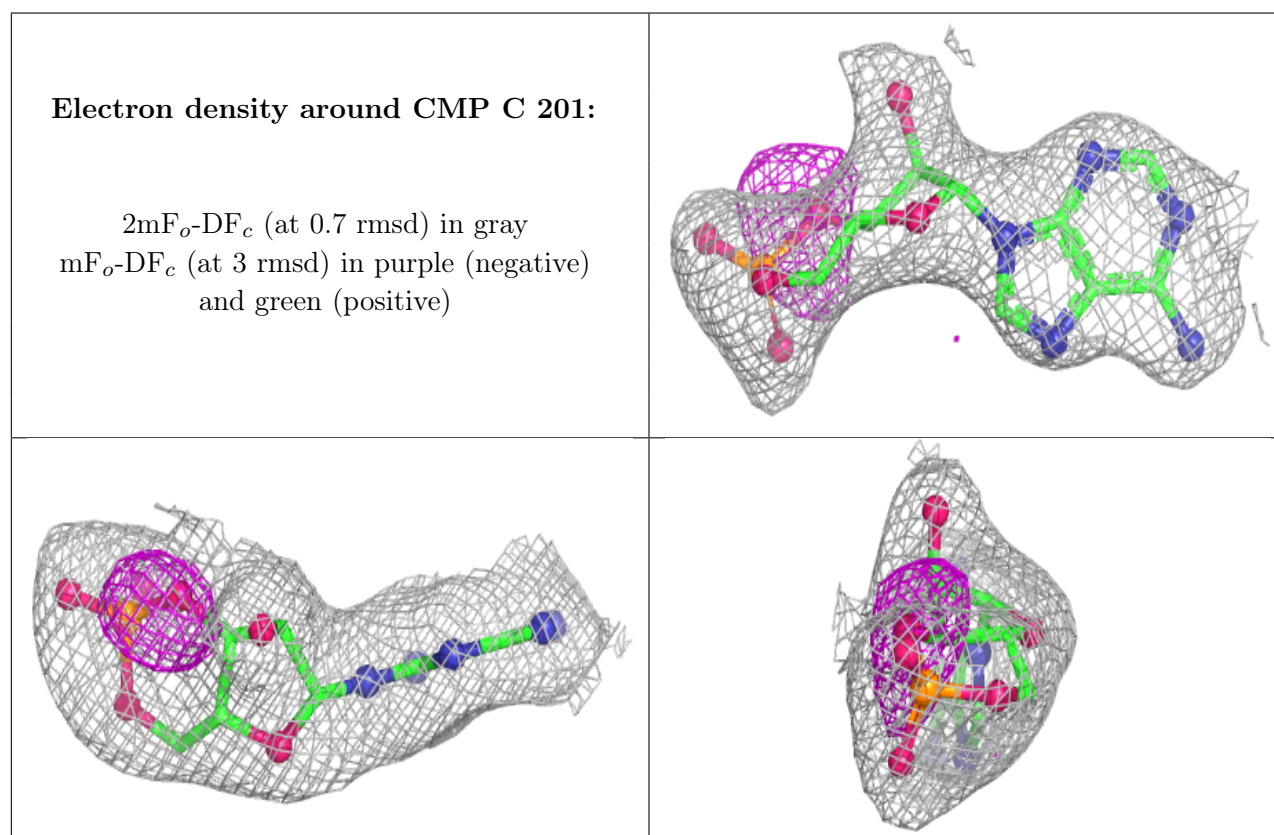 Electron density around CMP C 201:
2mFo-DFc (at 0.7 rmsd) in gray
mFo-DFc (at 3 rmsd) in purple (negative)
and green (positive)